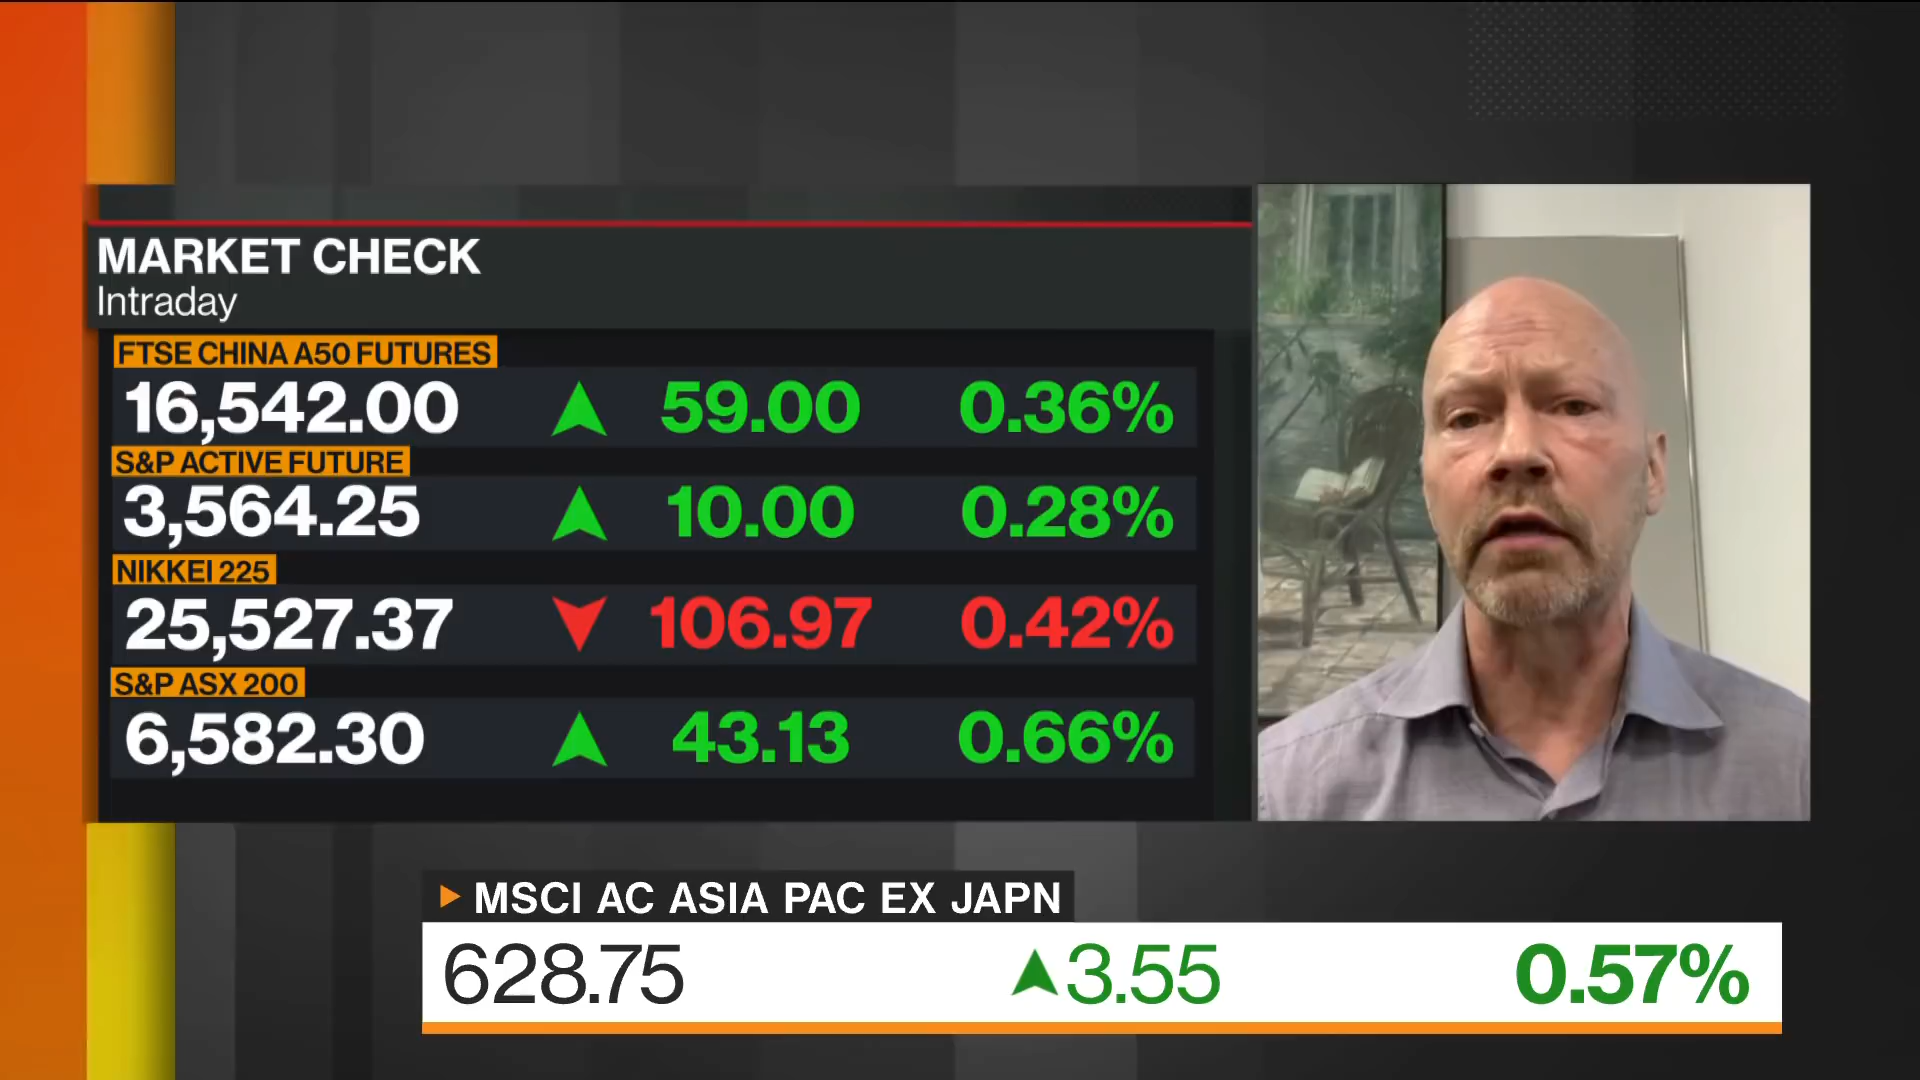 MARKET CHECK
Intraday
FTSE CHINA A50 FUTURES
16,542.00 ▲ 59.00 0.36%
S&P ACTIVE FUTURE
3,564.25 ▲ 10.00 0.28%
NIKKEI 225
25,527.37 ▼ 106.97 0.42%
S&P ASX 200
6,582.30 ▲ 43.13 0.66%
MSCI AC ASIA PAC EX JAPN
628.75 ▲3.55 0.57%